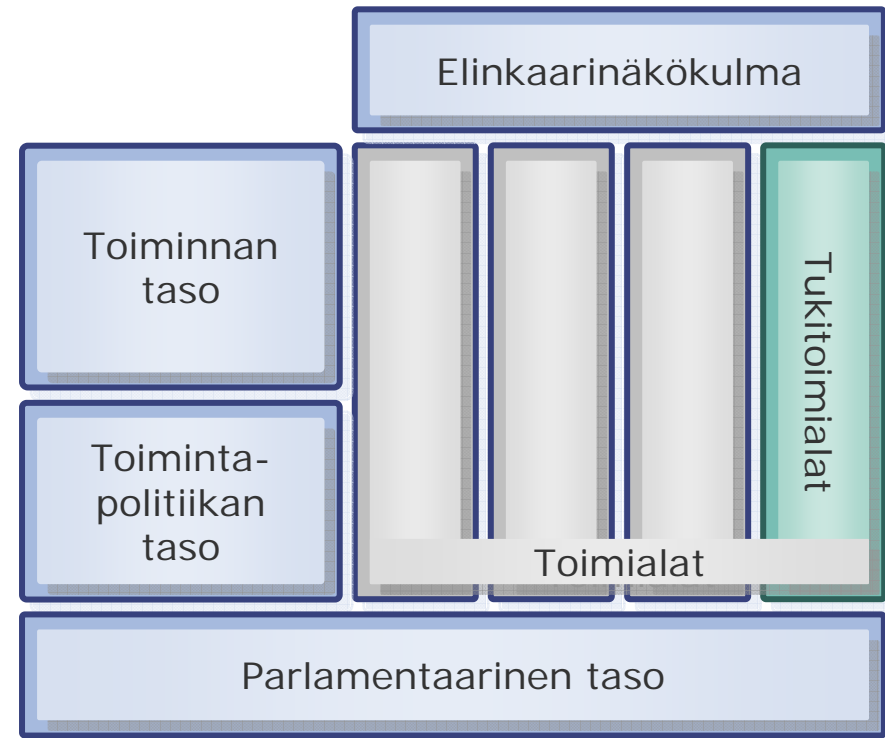 Elinkaarinäkökulma
Toiminnan
taso
Tukitoimialat
Toiminta-
politiikan
taso
Toimialat
Parlamentaarinen taso